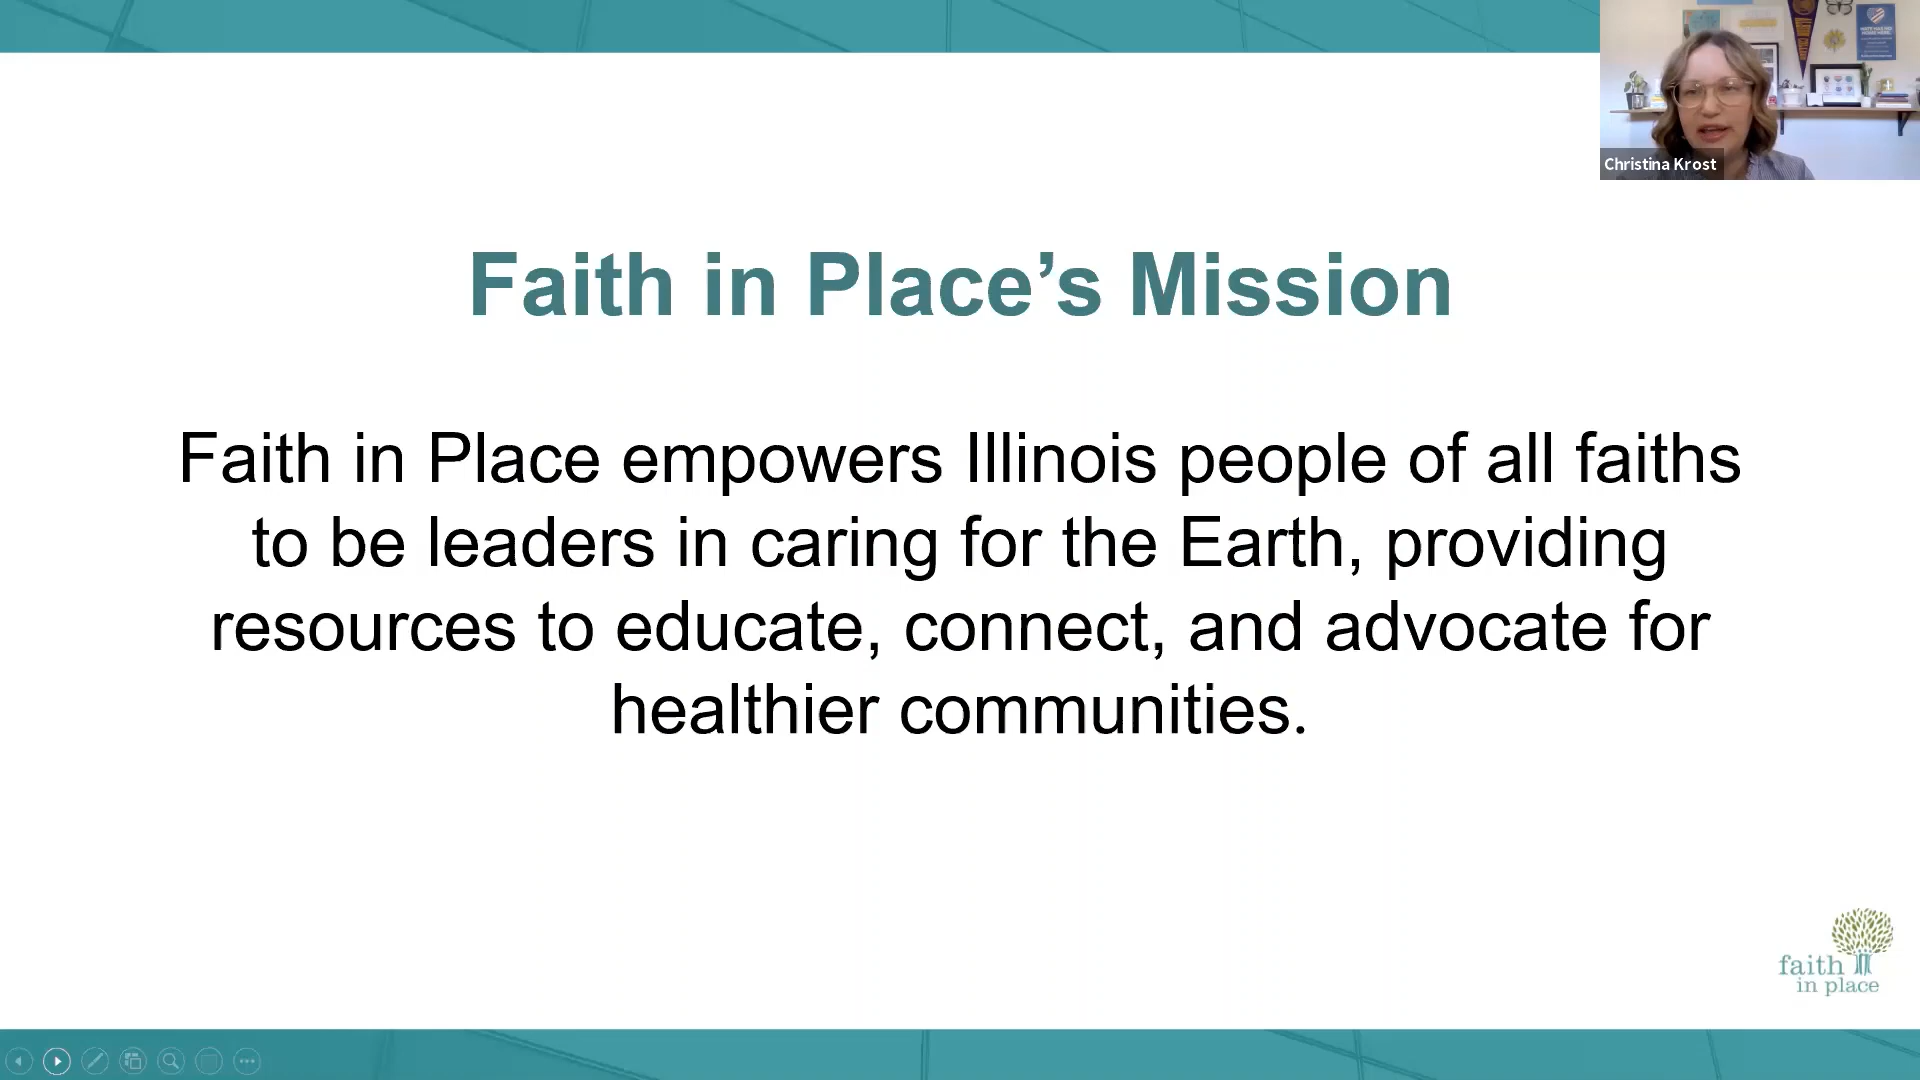 Christina Krost
Faith in Place’s Mission
Faith in Place empowers Illinois people of all faiths
to be leaders in caring for the Earth, providing
resources to educate, connect, and advocate for
healthier communities.
faith
in place